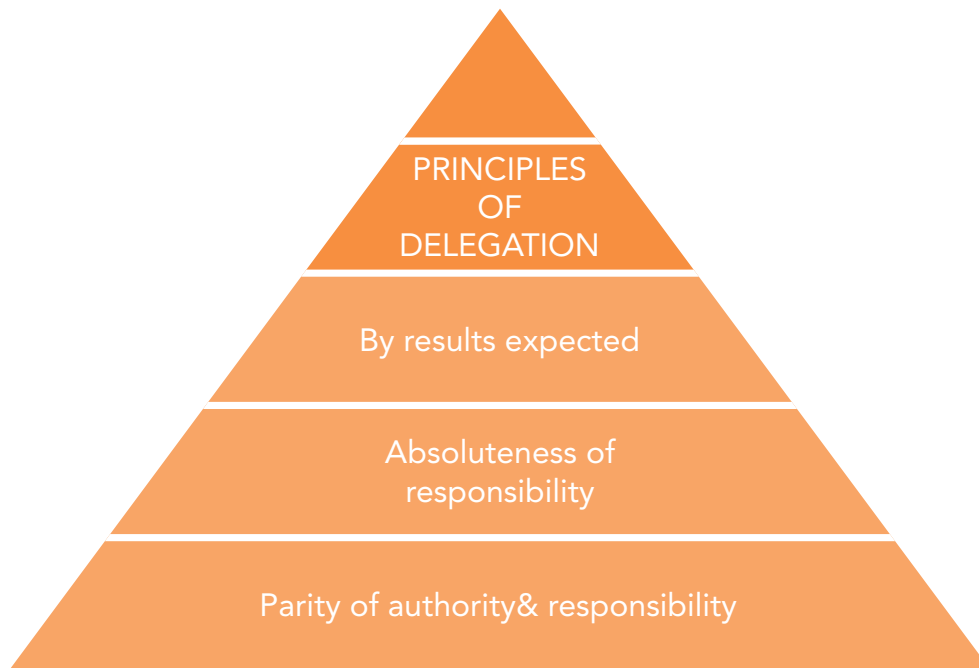 PRINCIPLES
OF
DELEGATION
By results expected
Absoluteness of
responsibility
Parity of authority& responsibility